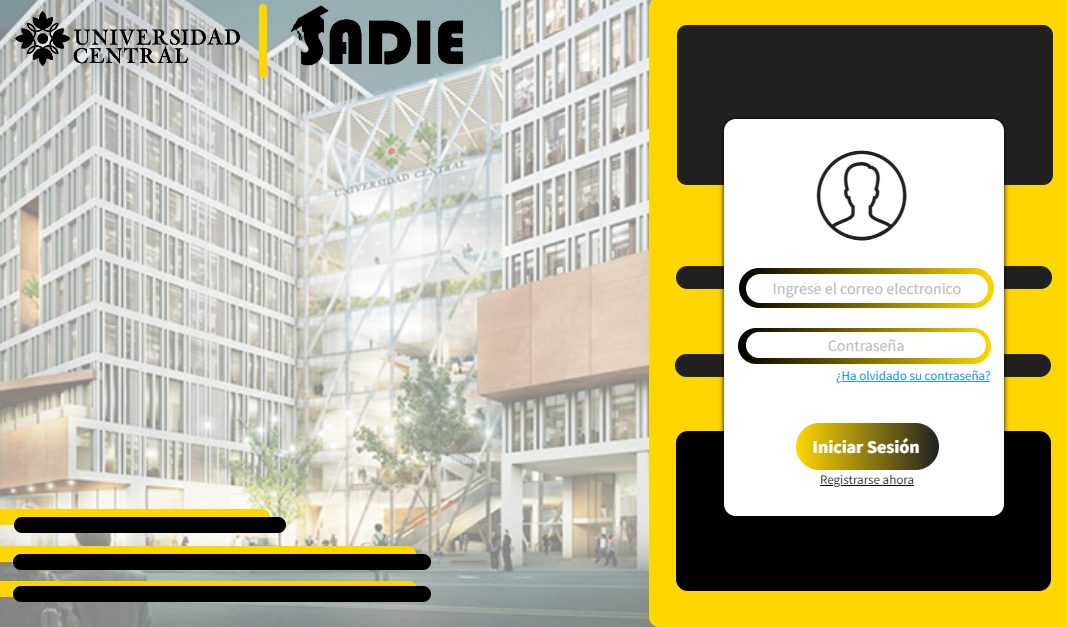 UNIVERSIDAD
CENTRAL
SADIE
UNIVERSIDAD CENTRAL
Ingrese el correo electronico
Contraseña
¿Ha olvidado su contraseña?
Iniciar Sesión
Registrarse ahora